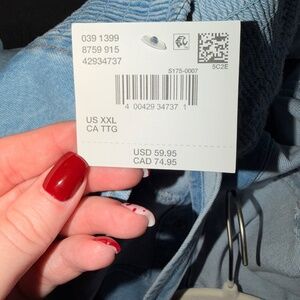 039 1399
8759 915
42934737
S175-0007
5C2E
4 00429 34737 1
US XXL
CA TTG
USD 59.95
CAD 74.95